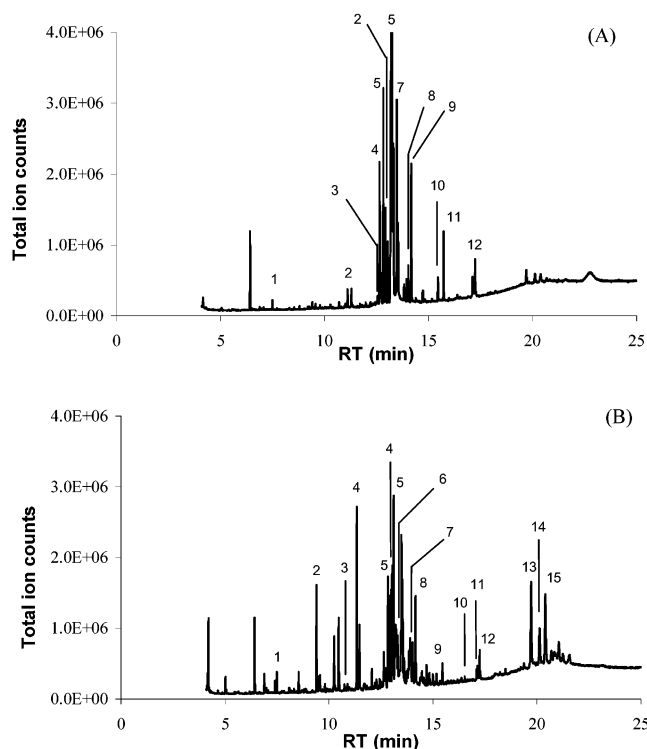 (A)
2 5
4.0E+06
5 7 8 9
3.0E+06
4
3
2.0E+06
10
11
12
1.0E+06
1 2
0.0E+00
0 5 10 15 20 25
RT (min)
Total ion counts
(B)
4.0E+06
4
5 6
3.0E+06
4
7
14
2.0E+06
2 3 5 8 11 13 15
10
12
1.0E+06
1 9
0.0E+00
0 5 10 15 20 25
RT (min)
Total ion counts